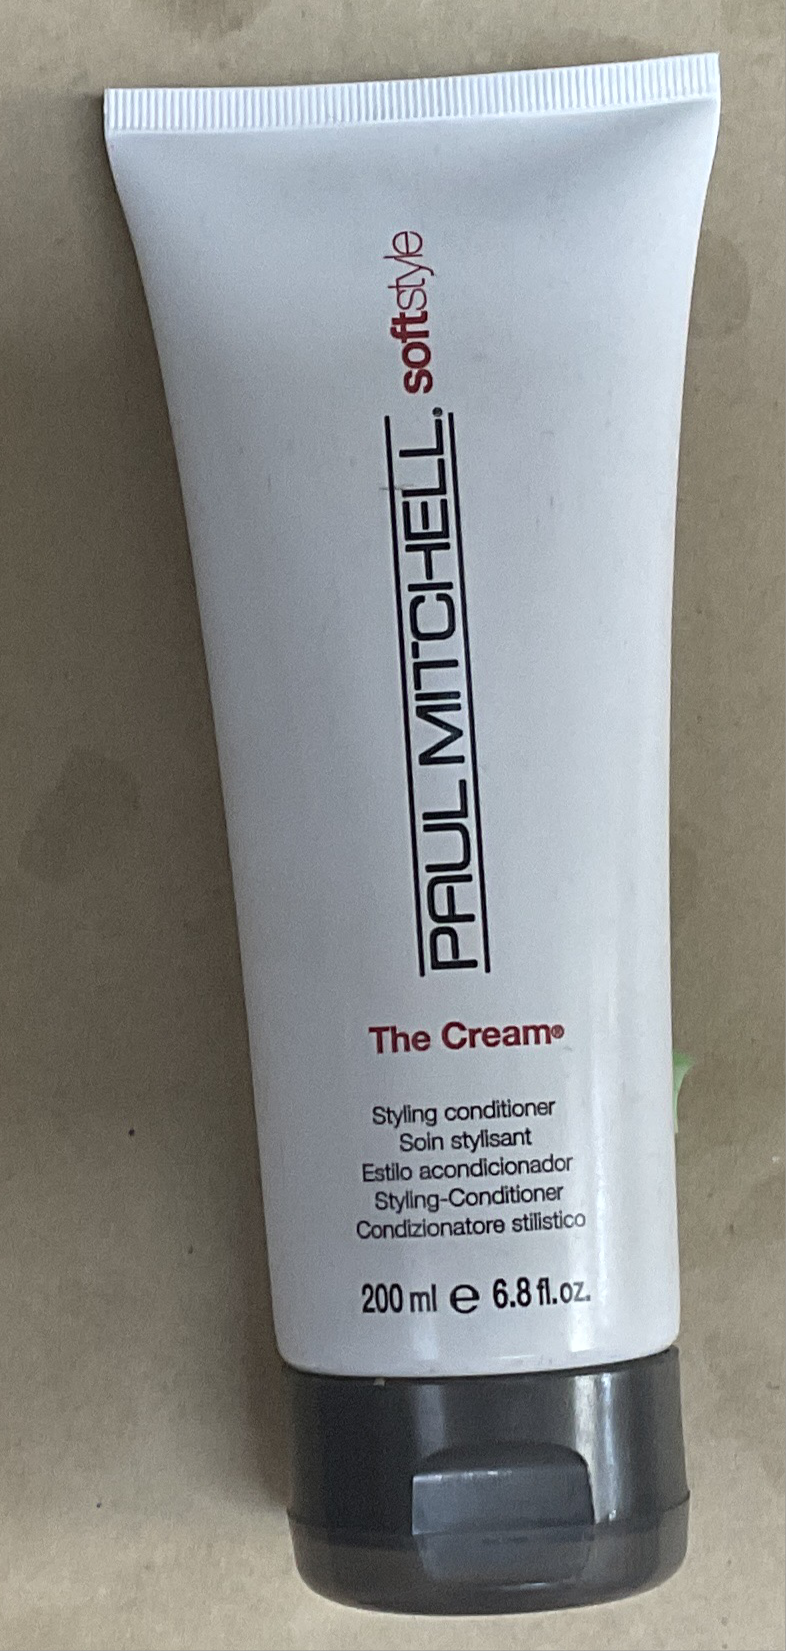 PAUL MITCHELL® softstyle
The Cream®
Styling conditioner
Soin stylisant
Estilo acondicionador
Styling-Conditioner
Condizionatore stilistico
200 ml ℮ 6.8 fl.oz.